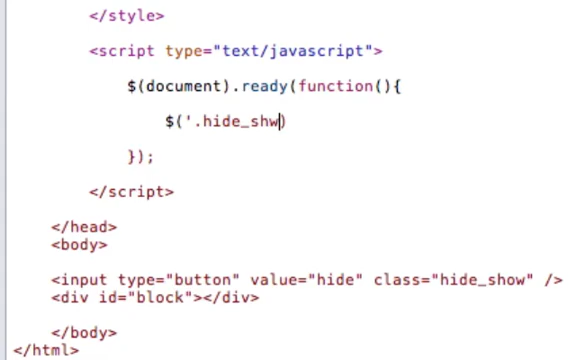 </style>
<script type="text/javascript">
$(document).ready(function(){
$('.hide_shw)
});
</script>
</head>
<body>
<input type="button" value="hide" class="hide_show" />
<div id="block"></div>
</body>
</html>